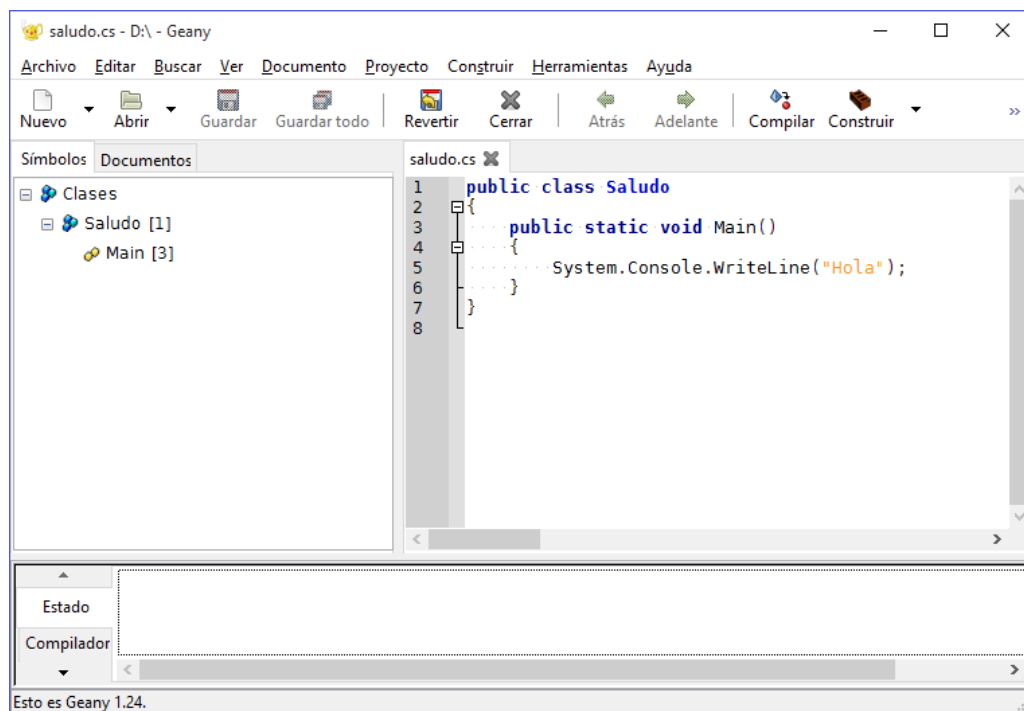 saludo.cs - D:\ - Geany
Archivo Editar Buscar Ver Documento Proyecto Construir Herramientas Ayuda
Nuevo Abrir Guardar Guardar todo Revertir Cerrar Atrás Adelante Compilar Construir
Símbolos Documentos saludo.cs
Clases
Saludo [1]
Main [3]
1 public class Saludo
2 {
3 public static void Main()
4 {
5 System.Console.WriteLine("Hola");
6 }
7 }
8
Estado
Compilador
Esto es Geany 1.24.